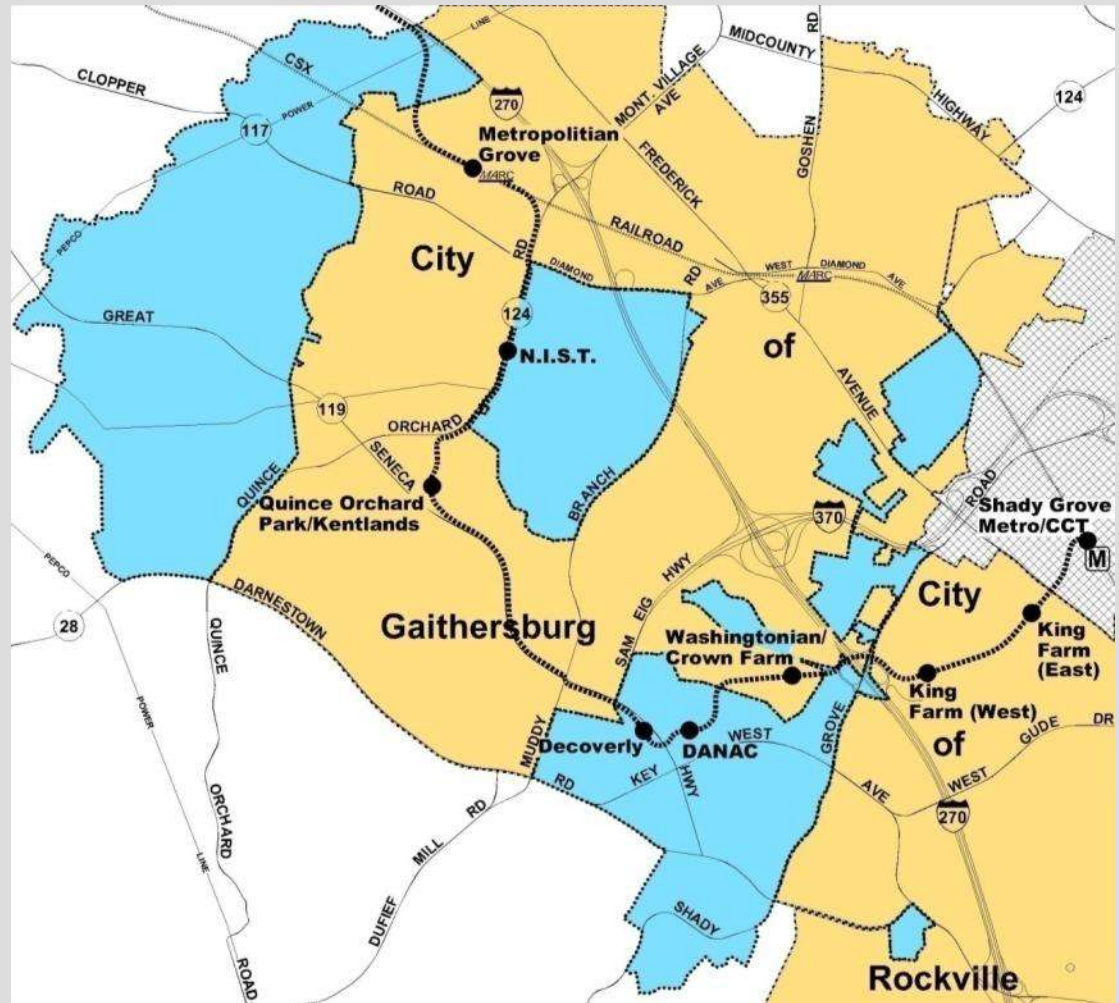 LINE
POWER
CSX
CLOPPER
117
270
MONT. VILLAGE
AVE
MIDCOUNTY
HIGHWAY
RD
GOSHEN
124
Metropolitian
Grove
MARC
FREDERICK
ROAD
RAILROAD
City
RD
DIAMOND
AVE
RD
WEST DIAMOND
AVE
MARC
355
of
PEPCO
GREAT
124
N.I.S.T.
AVENUE
119
ORCHARD
SENECA
QUINCE
Quince Orchard
Park/Kentlands
BRANCH
ROAD
370
Shady Grove
Metro/CCT
M
HWY
EIG
SAM
City
PEPCO
DARNESTOWN
28
QUINCE
Gaithersburg
Washingtonian/
Crown Farm
King
Farm
(East)
King
Farm (West)
of
GUDE DR
POWER
MUDDY
Decoverly
DANAC
WEST
GROVE
KEY
HWY
RD
AVE
WEST
270
ORCHARD
LINE
RD
MILL
DUFIEF
SHADY
ROAD
Rockville